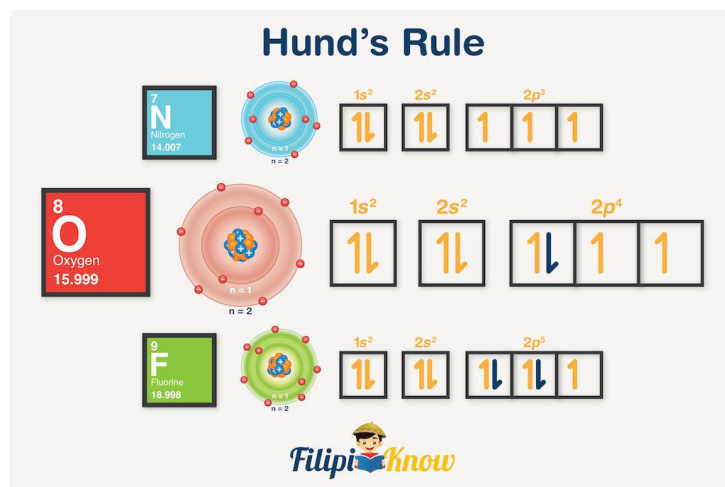 Hund's Rule
7
N
Nitrogen
14.007
n = 1
n = 2
1s² 2s² 2p³
8
O
Oxygen
15.999
n = 1
n = 2
1s² 2s² 2p⁴
9
F
Fluorine
18.998
n = 1
n = 2
1s² 2s² 2p⁵
FilipiKnow